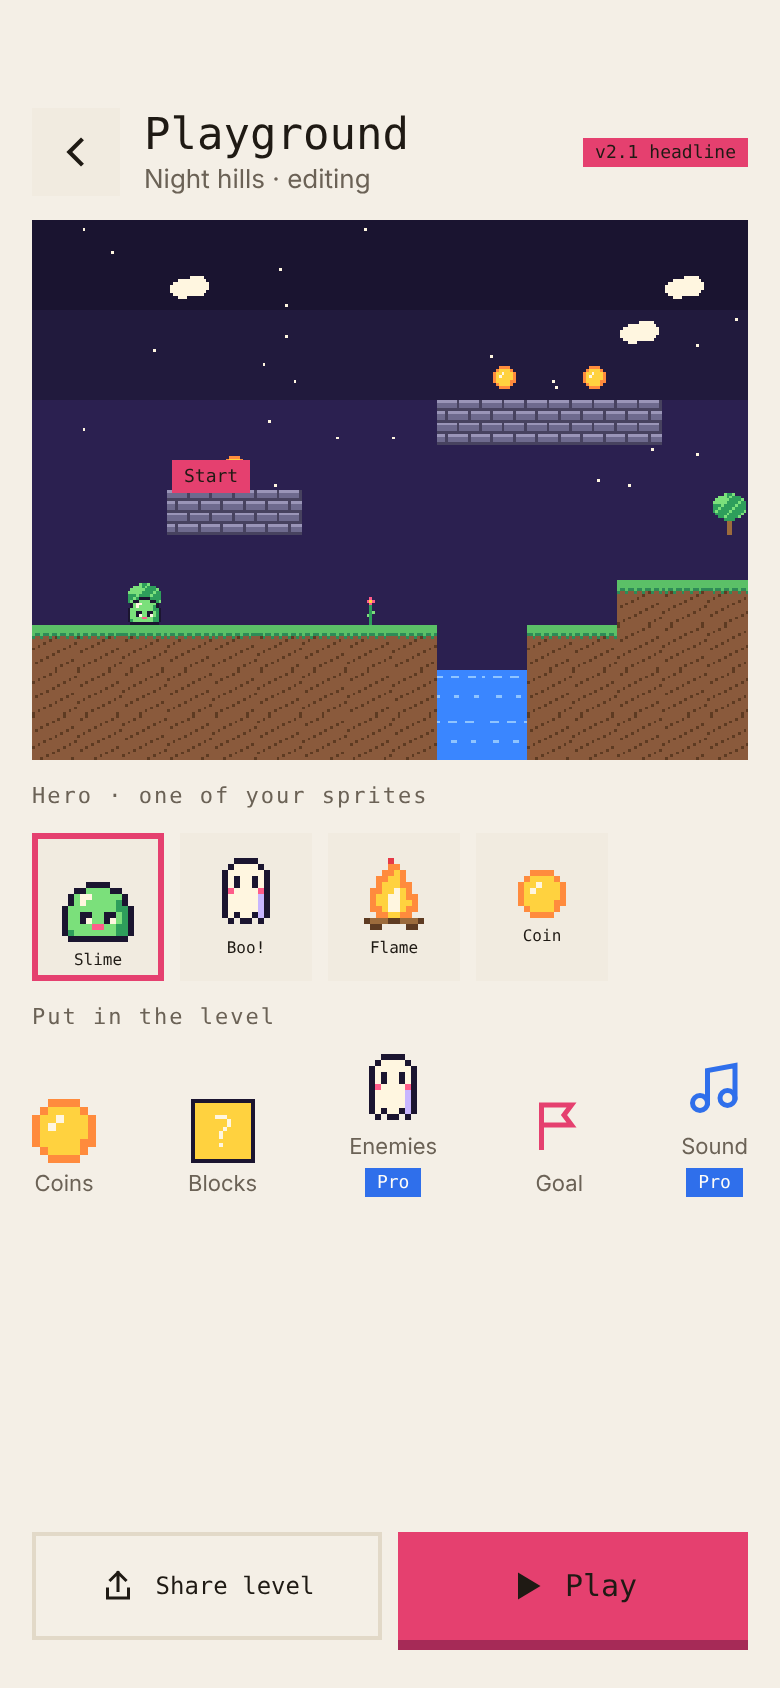 Playground
Night hills · editing
v2.1 headline
Start
Hero · one of your sprites
Slime
Boo!
Flame
Coin
Put in the level
?
Coins
Blocks
Enemies
Pro
Goal
Sound
Pro
Share level
Play